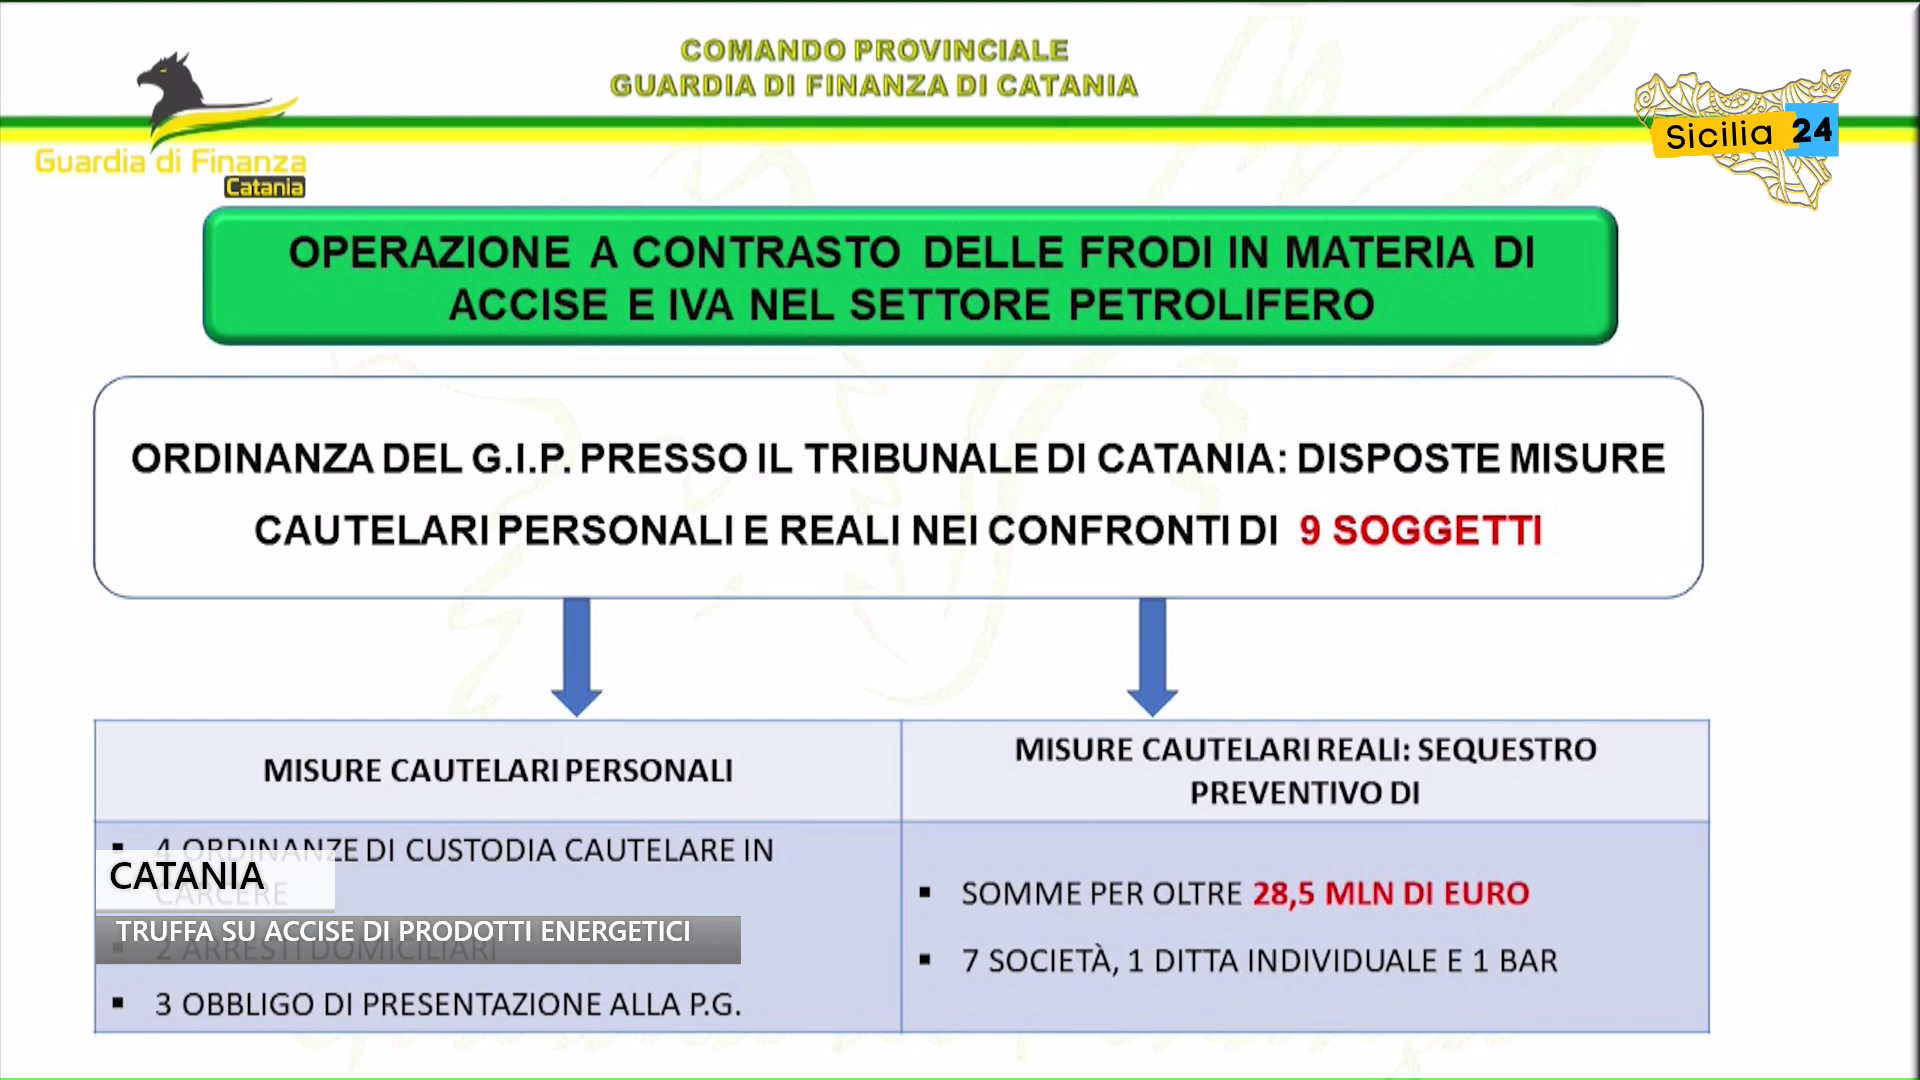 COMANDO PROVINCIALE
GUARDIA DI FINANZA DI CATANIA
Guardia di Finanza
Catania
Sicilia 24
OPERAZIONE A CONTRASTO DELLE FRODI IN MATERIA DI
ACCISE E IVA NEL SETTORE PETROLIFERO
ORDINANZA DEL G.I.P. PRESSO IL TRIBUNALE DI CATANIA: DISPOSTE MISURE
CAUTELARI PERSONALI E REALI NEI CONFRONTI DI 9 SOGGETTI
MISURE CAUTELARI PERSONALI
▪ 4 ORDINANZE DI CUSTODIA CAUTELARE IN
CARCERE
▪ 2 ARRESTI DOMICILIARI
▪ 3 OBBLIGO DI PRESENTAZIONE ALLA P.G.
MISURE CAUTELARI REALI: SEQUESTRO
PREVENTIVO DI
▪ SOMME PER OLTRE 28,5 MLN DI EURO
▪ 7 SOCIETÀ, 1 DITTA INDIVIDUALE E 1 BAR
CATANIA
TRUFFA SU ACCISE DI PRODOTTI ENERGETICI